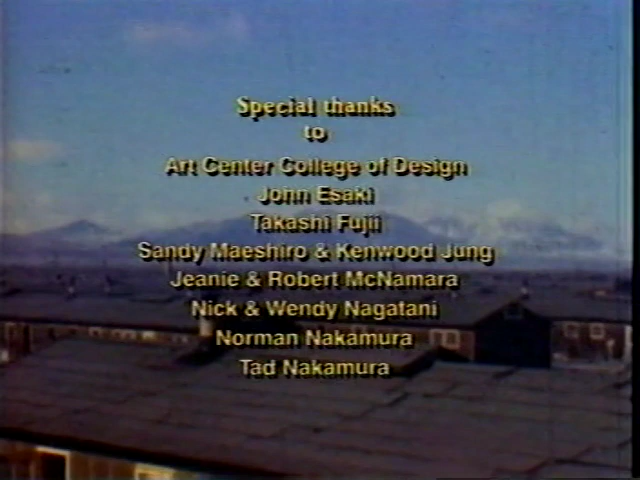 Special thanks
to
Art Center College of Design
John Esaki
Takashi Fujii
Sandy Maeshiro & Kenwood Jung
Jeanie & Robert McNamara
Nick & Wendy Nagatani
Norman Nakamura
Tad Nakamura